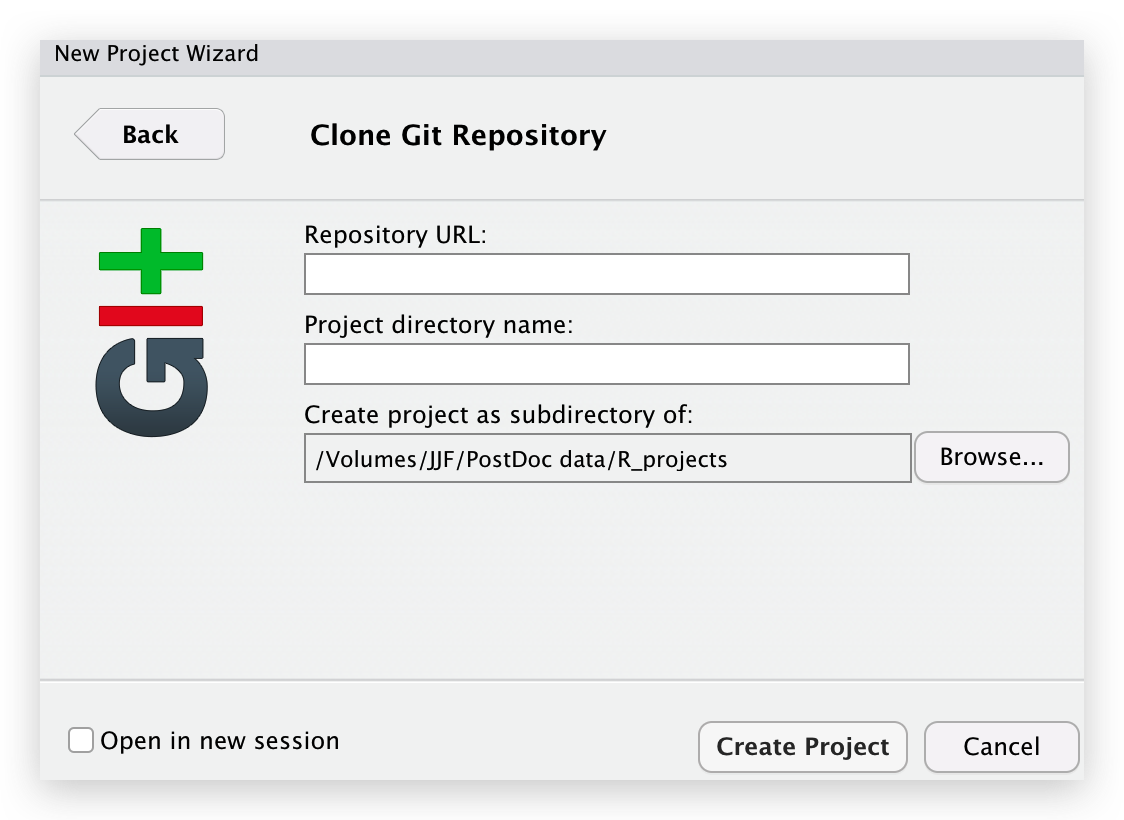 New Project Wizard
Back
Clone Git Repository
GIt
Repository URL:
Project directory name:
Create project as subdirectory of:
/Volumes/JJF/PostDoc data/R_projects
Browse...
Open in new session
Create Project
Cancel